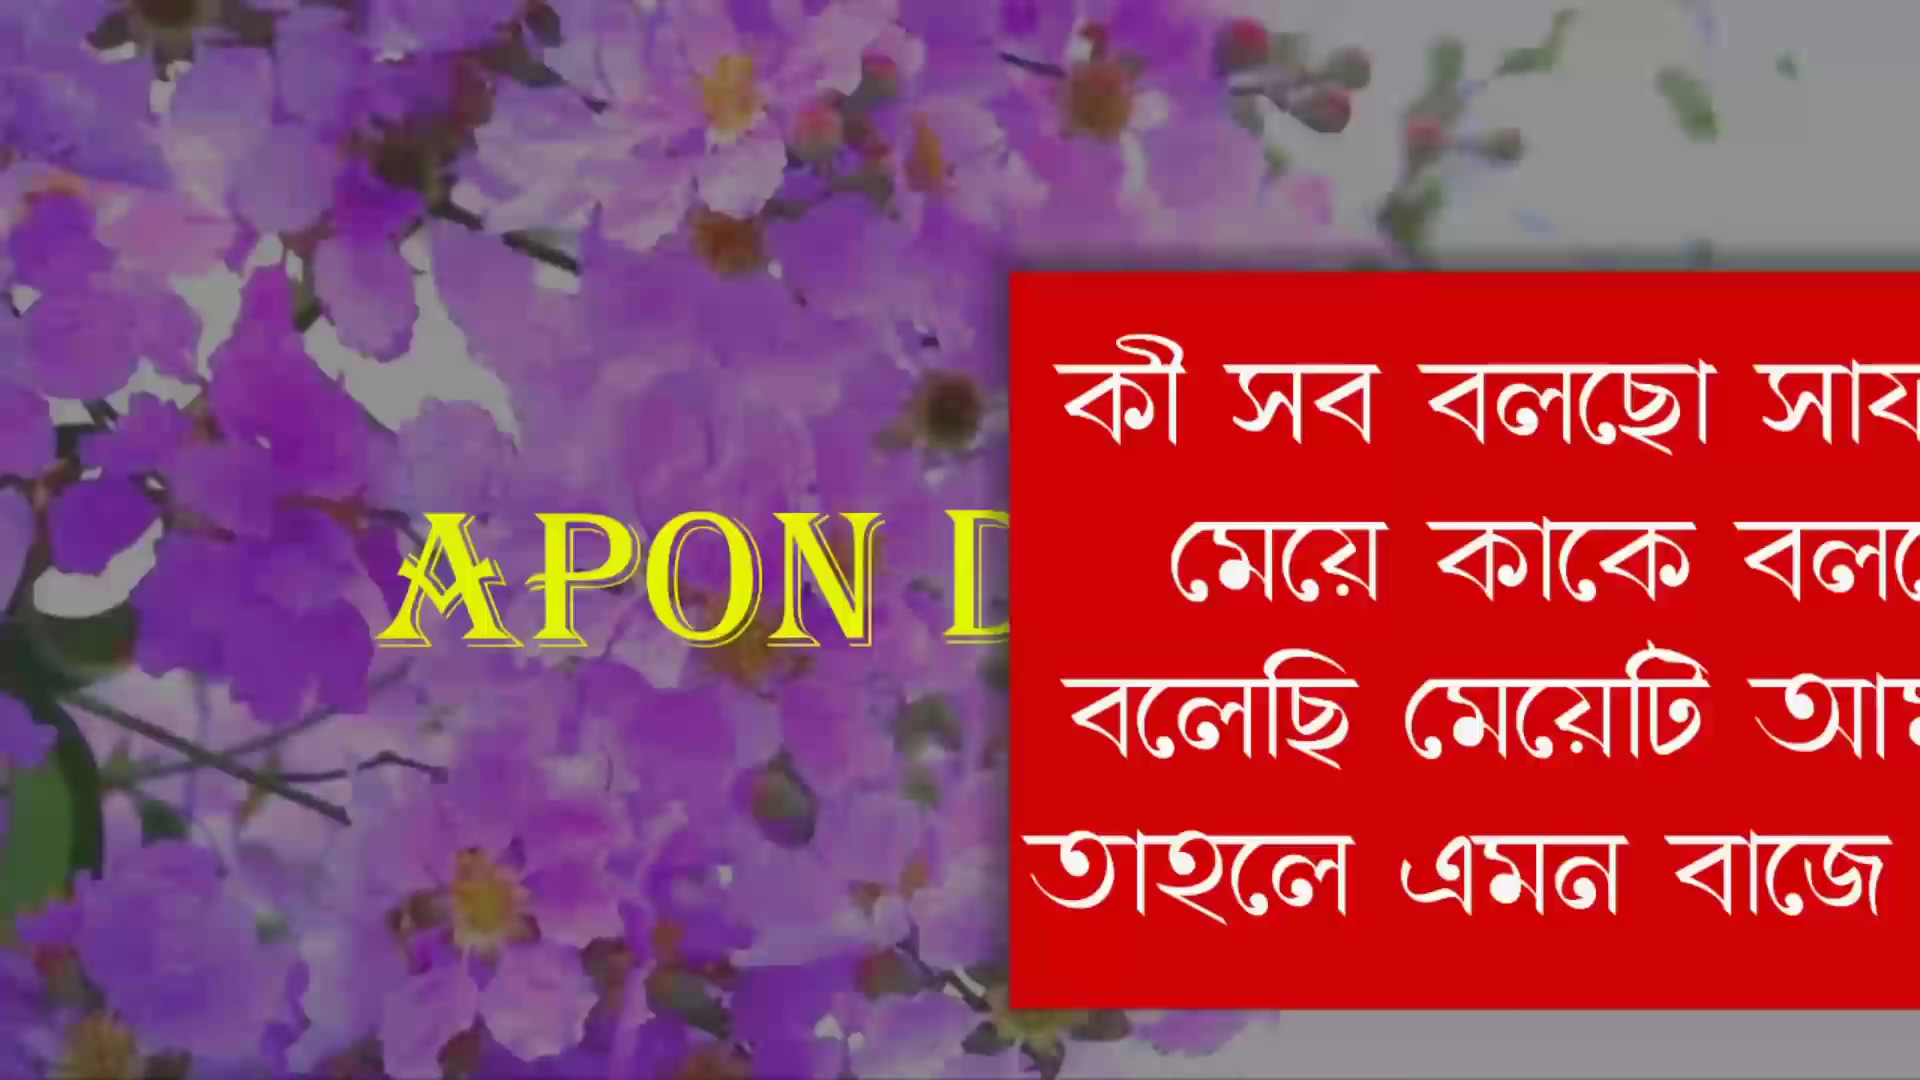 APON
কী সব বলছো
মেয়ে কাকে
বলেছি মেয়েটি
তাহলে এমন বাজে